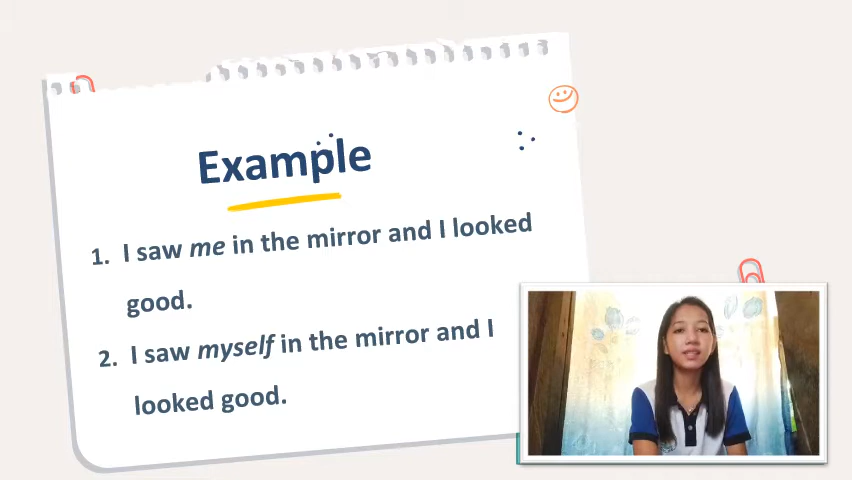 Example
1. I saw me in the mirror and I looked
good.
2. I saw myself in the mirror and I
looked good.